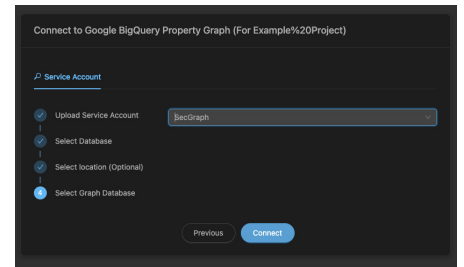 Connect to Google BigQuery Property Graph (For Example%20Project)
Service Account
Upload Service Account
SecGraph
Select Database
Select location (Optional)
4 Select Graph Database
Previous Connect